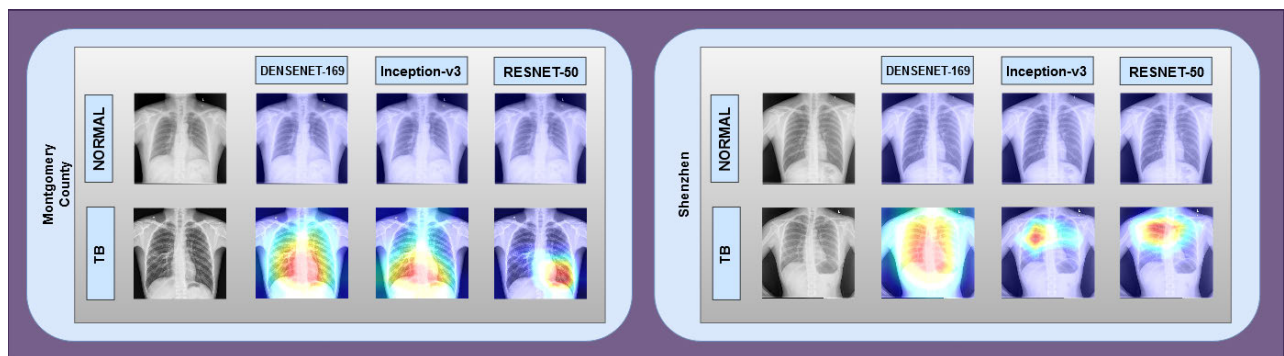 DENSENET-169
Inception-v3
RESNET-50
NORMAL
Montgomery
County
TB
DENSENET-169
Inception-v3
RESNET-50
NORMAL
Shenzhen
TB